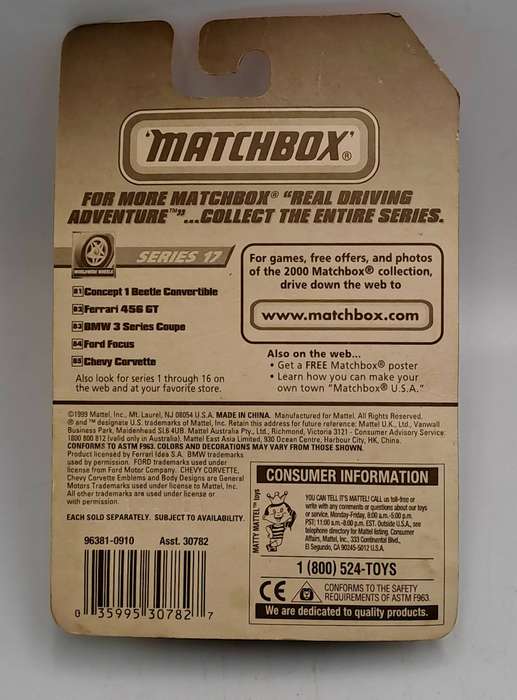 MATCHBOX®
FOR MORE MATCHBOX® “REAL DRIVING
ADVENTURE™”...COLLECT THE ENTIRE SERIES.
WORLDWIDE WHEELS
SERIES 17
81 Concept 1 Beetle Convertible
82 Ferrari 456 GT
83 BMW 3 Series Coupe
84 Ford Focus
85 Chevy Corvette
Also look for series 1 through 16 on
the web and at your favorite store.
For games, free offers, and photos
of the 2000 Matchbox® collection,
drive down the web to
www.matchbox.com
Also on the web...
• Get a FREE Matchbox® poster
• Learn how you can make your
own town “Matchbox® U.S.A.”
©1999 Mattel, Inc., Mt. Laurel, NJ 08054 U.S.A. MADE IN CHINA. Manufactured for Mattel. All Rights Reserved.
® and ™ designate U.S. trademarks of Mattel, Inc. Retain this address for future reference: Mattel U.K., Ltd., Vanwall
Business Park, Maidenhead SL6 4UB. Mattel Australia Pty., Ltd., Richmond, Victoria 3121 - Consumer Advisory Service:
1800 800 812 (valid only in Australia). Mattel East Asia Limited, 930 Ocean Centre, Harbour City, HK, China.
CONFORMS TO ASTM F963. COLORS AND DECORATIONS MAY VARY FROM THOSE SHOWN.
Product licensed by Ferrari Idea S.A. BMW trademarks
used by permission. FORD trademarks used under
license from Ford Motor Company. CHEVY CORVETTE,
Chevy Corvette Emblems and Body Designs are General
Motors Trademarks used under license to Mattel, Inc.
All other trademarks are used under license or
with permission.
EACH SOLD SEPARATELY. SUBJECT TO AVAILABILITY.
96381-0910 Asst. 30782
0 35995 30782 7
CONSUMER INFORMATION
MATTY MATTEL™ toys
YOU CAN TELL IT'S MATTEL! CALL us toll-free or
write with any comments or questions about our toys
or service. Monday-Friday, 8:00 a.m.-5:00 p.m.
PST; 11:00 a.m.-8:00 p.m. EST. Outside U.S.A., see
telephone directory for Mattel listing. Consumer
Affairs, Mattel, Inc., 333 Continental Blvd.,
El Segundo, CA 90245-5012 U.S.A.
1 (800) 524-TOYS
CE
CONFORMS TO THE SAFETY
REQUIREMENTS OF ASTM F963.
We are dedicated to quality products.